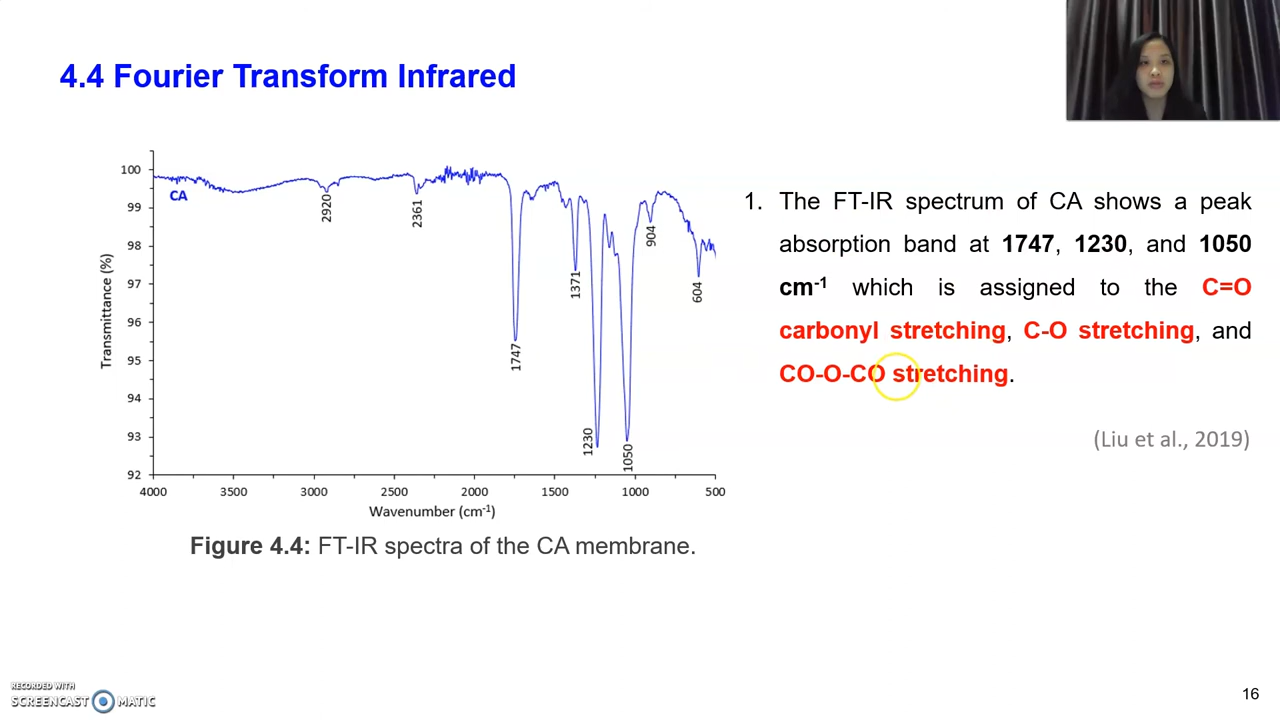 4.4 Fourier Transform Infrared
CA
100
99
98
97
96
95
94
93
92
Transmittance (%)
2920
2361
1747
1371
1230
1050
904
604
4000
3500
3000
2500
2000
1500
1000
500
Wavenumber (cm⁻¹)
Figure 4.4: FT-IR spectra of the CA membrane.
1. The FT-IR spectrum of CA shows a peak
absorption band at 1747, 1230, and 1050
cm⁻¹ which is assigned to the C=O
carbonyl stretching, C-O stretching, and
CO-O-CO stretching.
(Liu et al., 2019)
RECORDED WITH
SCREENCAST MATIC
16